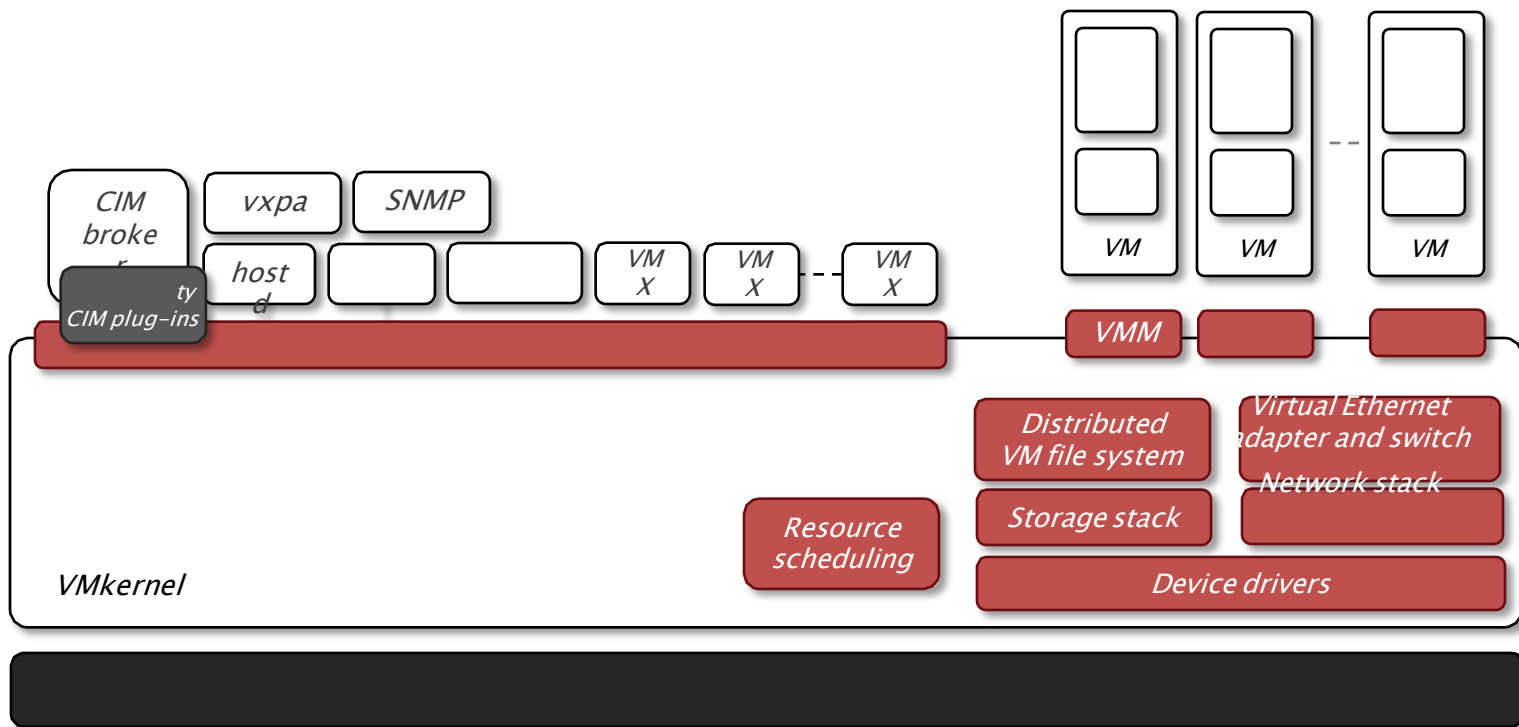 CIM
broke
r
vxpa
SNMP
ty
CIM plug-ins
host
d
VM
X
VM
X
VM
X
VM
VM
VM
VMM
Distributed
VM file system
Virtual Ethernet
adapter and switch
Network stack
Storage stack
Resource
scheduling
Device drivers
VMkernel